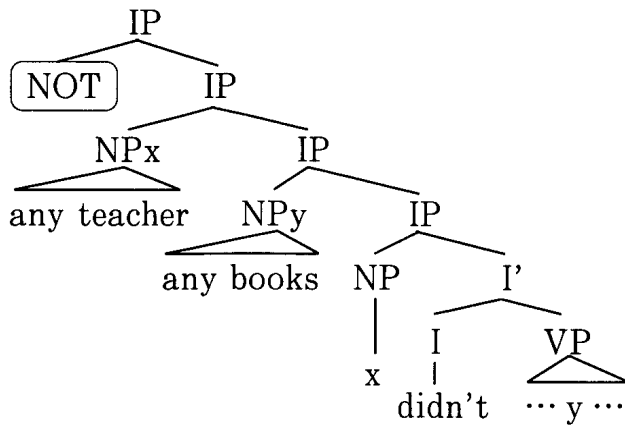 IP
NOT IP
NPx IP
any teacher NPy IP
any books NP I'
x I VP
didn't ··· y ···